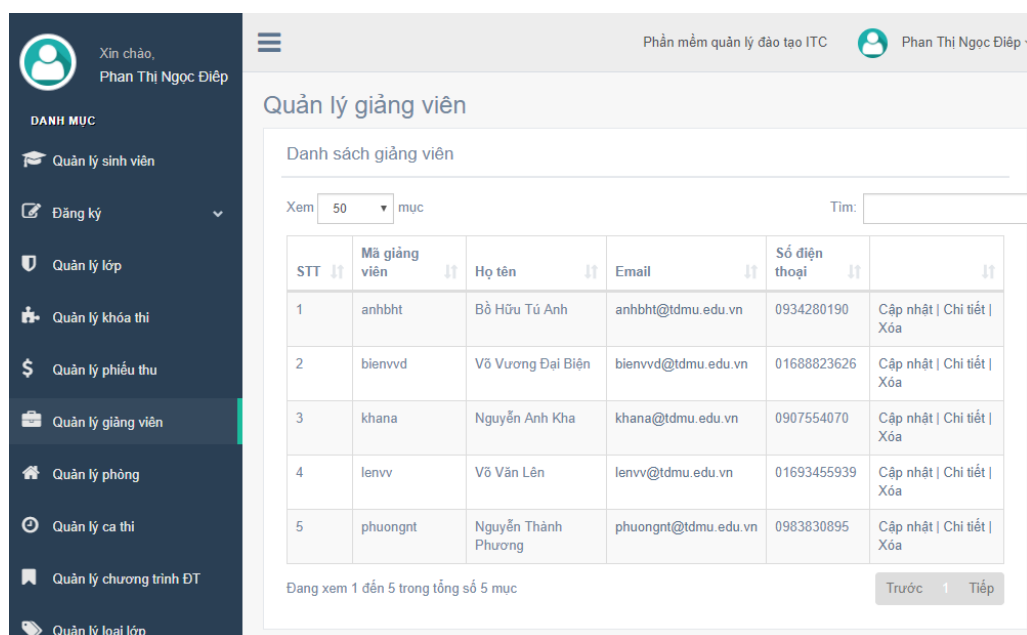 Xin chào,
Phan Thị Ngọc Điêp
DANH MỤC
Quản lý sinh viên
Đăng ký
Quản lý lớp
Quản lý khóa thi
Quản lý phiếu thu
Quản lý giảng viên
Quản lý phòng
Quản lý ca thi
Quản lý chương trình ĐT
Quản lý loại lớp
Phần mềm quản lý đào tạo ITC
Phan Thị Ngọc Điêp
Quản lý giảng viên
Danh sách giảng viên
Xem 50 mục
Tìm:
STT Mã giảng viên Họ tên Email Số điện thoại
1 anhbht Bồ Hữu Tú Anh anhbht@tdmu.edu.vn 0934280190 Cập nhật | Chi tiết | Xóa
2 bienvvd Võ Vương Đại Biện bienvvd@tdmu.edu.vn 01688823626 Cập nhật | Chi tiết | Xóa
3 khana Nguyễn Anh Kha khana@tdmu.edu.vn 0907554070 Cập nhật | Chi tiết | Xóa
4 lenvv Võ Văn Lên lenvv@tdmu.edu.vn 01693455939 Cập nhật | Chi tiết | Xóa
5 phuongnt Nguyễn Thành Phương phuongnt@tdmu.edu.vn 0983830895 Cập nhật | Chi tiết | Xóa
Đang xem 1 đến 5 trong tổng số 5 mục
Trước 1 Tiếp